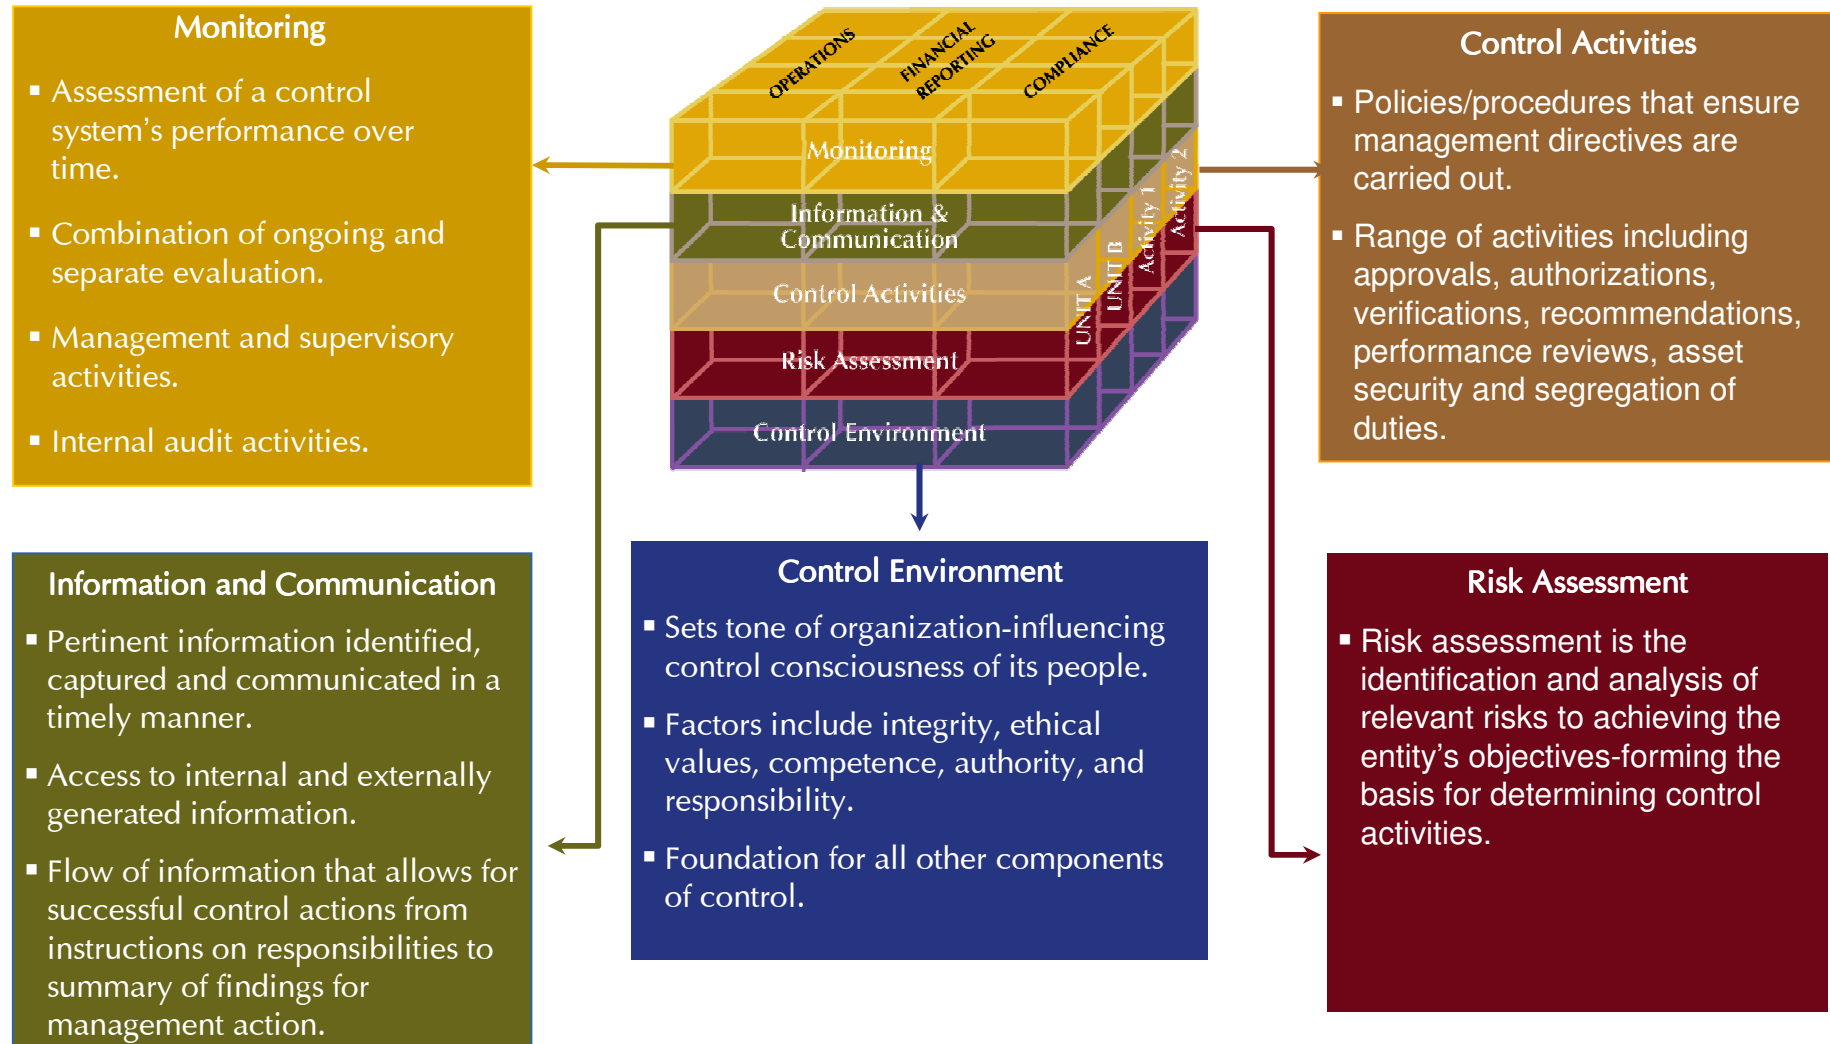 Monitoring
▪ Assessment of a control
system’s performance over
time.
▪ Combination of ongoing and
separate evaluation.
▪ Management and supervisory
activities.
▪ Internal audit activities.
OPERATIONS
FINANCIAL
REPORTING
COMPLIANCE
Monitoring
Information &
Communication
Control Activities
Risk Assessment
Control Environment
UNIT A
UNIT B
Activity 1
Activity 2
Control Activities
▪ Policies/procedures that ensure
management directives are
carried out.
▪ Range of activities including
approvals, authorizations,
verifications, recommendations,
performance reviews, asset
security and segregation of
duties.
Information and Communication
▪ Pertinent information identified,
captured and communicated in a
timely manner.
▪ Access to internal and externally
generated information.
▪ Flow of information that allows for
successful control actions from
instructions on responsibilities to
summary of findings for
management action.
Control Environment
▪ Sets tone of organization-influencing
control consciousness of its people.
▪ Factors include integrity, ethical
values, competence, authority, and
responsibility.
▪ Foundation for all other components
of control.
Risk Assessment
▪ Risk assessment is the
identification and analysis of
relevant risks to achieving the
entity’s objectives-forming the
basis for determining control
activities.